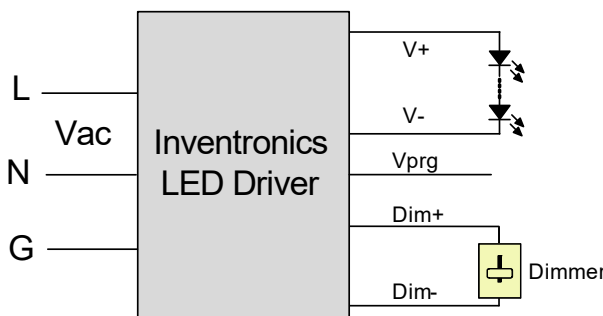 L
Vac
N
G
Inventronics
LED Driver
V+
V-
Vprg
Dim+
Dim-
Dimmer